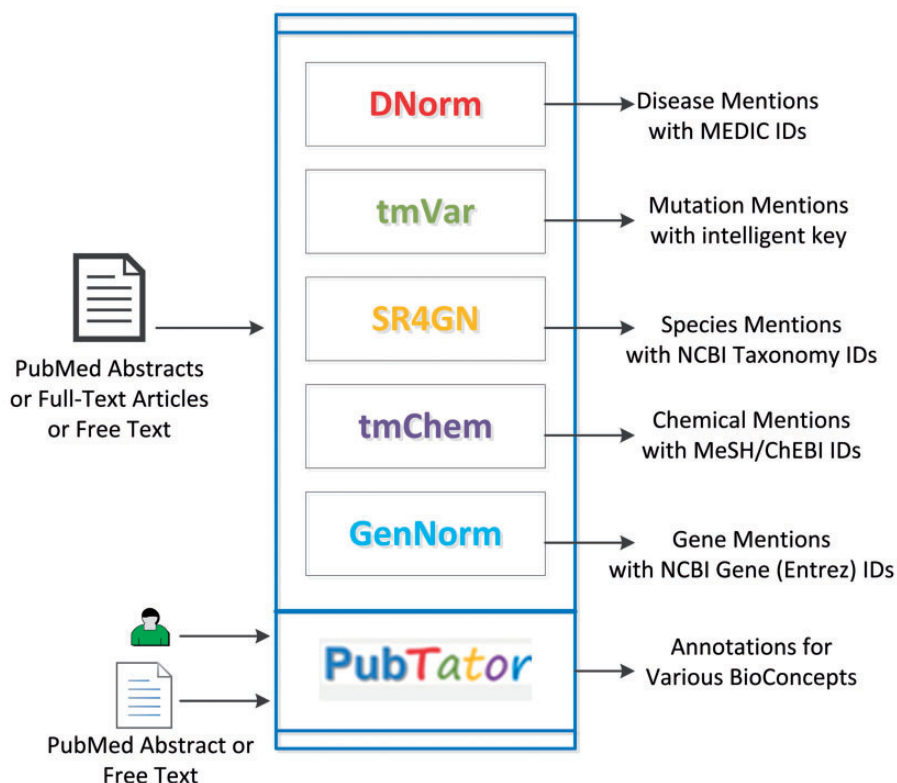 DNorm
Disease Mentions
with MEDIC IDs
tmVar
Mutation Mentions
with intelligent key
SR4GN
Species Mentions
with NCBI Taxonomy IDs
PubMed Abstracts
or Full-Text Articles
or Free Text
tmChem
Chemical Mentions
with MeSH/ChEBI IDs
GenNorm
Gene Mentions
with NCBI Gene (Entrez) IDs
PubTator
Annotations for
Various BioConcepts
PubMed Abstract or
Free Text